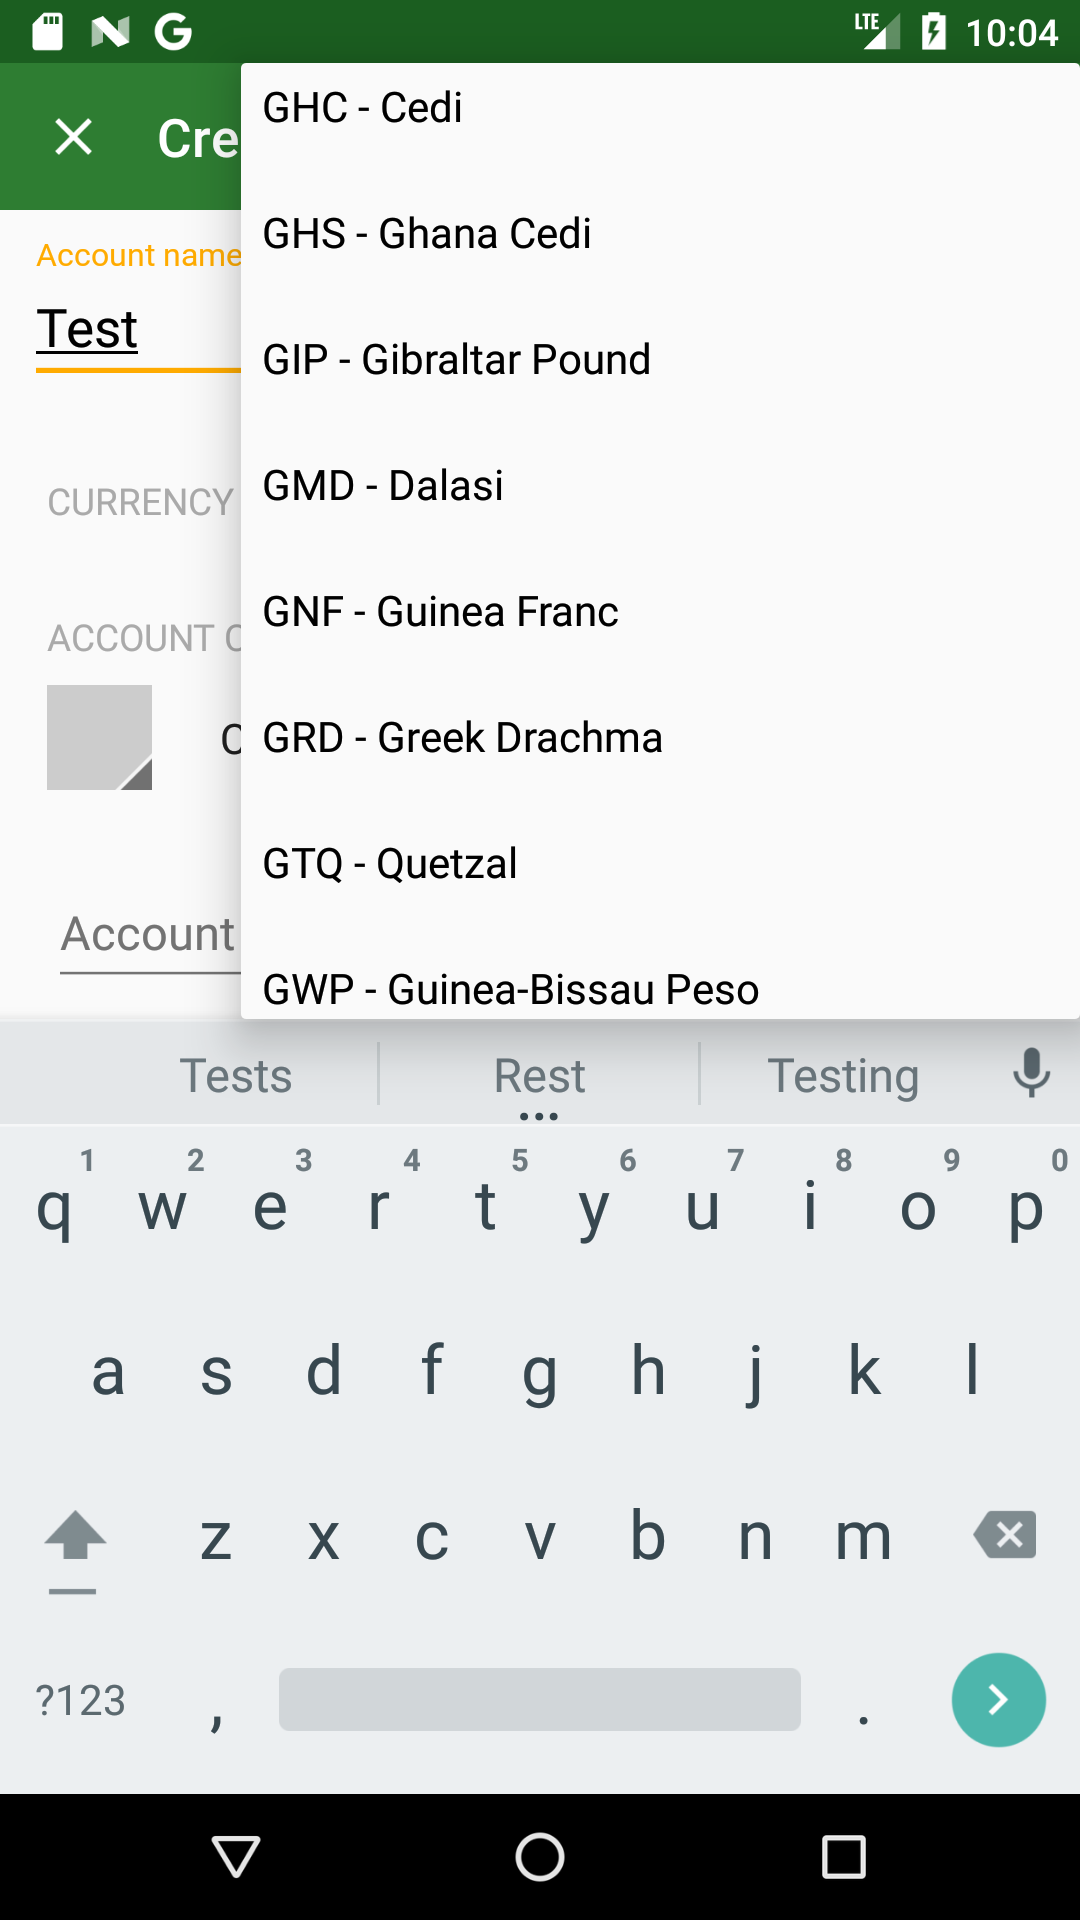 LTE 10:04
Cre
GHC - Cedi
Account name
GHS - Ghana Cedi
Test
GIP - Gibraltar Pound
CURRENCY
GMD - Dalasi
GNF - Guinea Franc
ACCOUNT
GRD - Greek Drachma
GTQ - Quetzal
Account
GWP - Guinea-Bissau Peso
Tests Rest Testing
1 2 3 4 5 6 7 8 9 0
q w e r t y u i o p
a s d f g h j k l
z x c v b n m
?123 , .